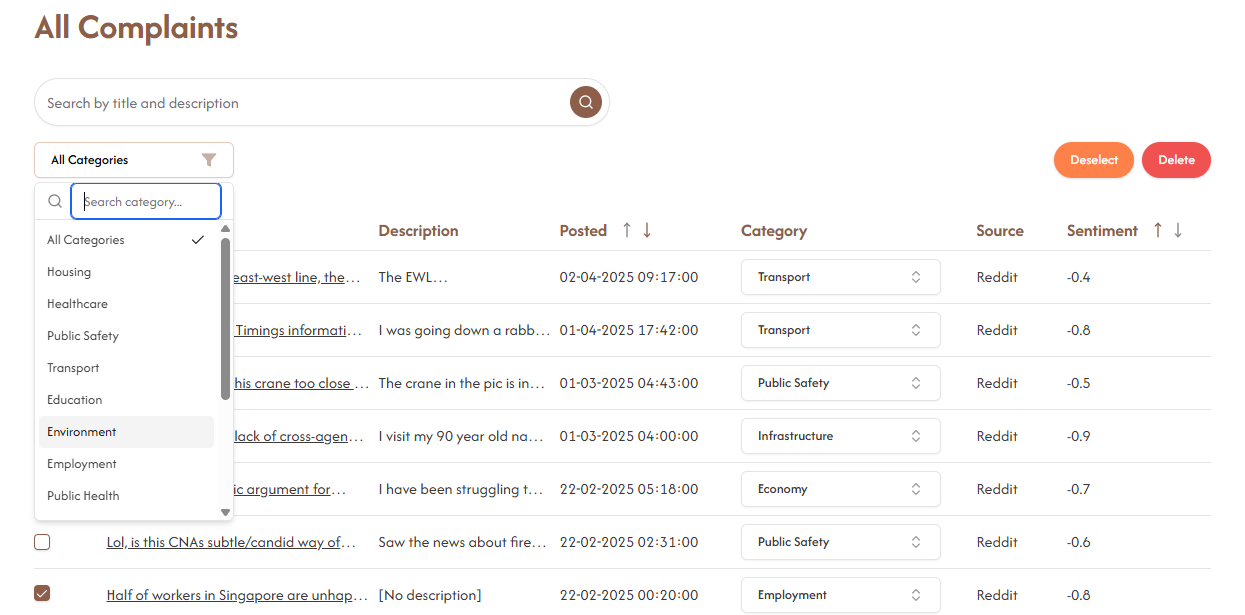 All Complaints
Search by title and description
All Categories
Deselect Delete
Search category...
Description Posted Category Source Sentiment
All Categories
Housing
east-west line, the... The EWL... 02-04-2025 09:17:00 Transport Reddit -0.4
Healthcare
Timings informati... I was going down a rabb... 01-04-2025 17:42:00 Transport Reddit -0.8
Public Safety
Transport
his crane too close ... The crane in the pic is in... 01-03-2025 04:43:00 Public Safety Reddit -0.5
Education
Environment
lack of cross-agen... I visit my 90 year old na... 01-03-2025 04:00:00 Infrastructure Reddit -0.9
Employment
ic argument for... I have been struggling t... 22-02-2025 05:18:00 Economy Reddit -0.7
Public Health
Lol, is this CNAs subtle/candid way of... Saw the news about fire... 22-02-2025 02:31:00 Public Safety Reddit -0.6
Half of workers in Singapore are unhap... [No description] 22-02-2025 00:20:00 Employment Reddit -0.8